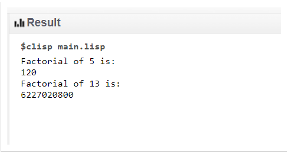 Result
$clisp main.lisp
Factorial of 5 is:
120
Factorial of 13 is:
6227020800